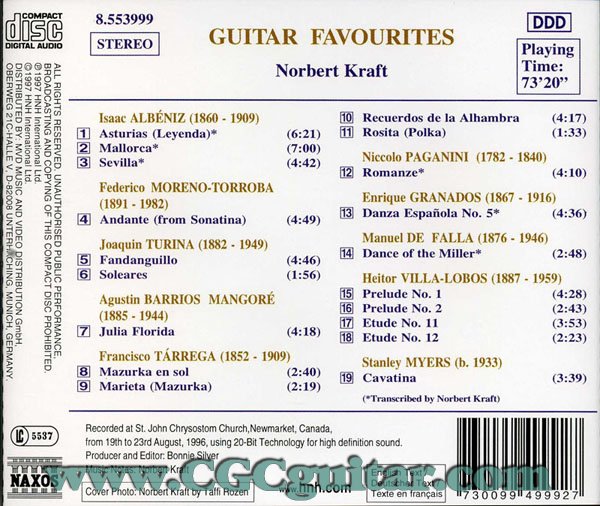 COMPACT
disc
DIGITAL AUDIO
8.553999
STEREO
GUITAR FAVOURITES
Norbert Kraft
DDD
Playing
Time:
73'20"
Isaac ALBÉNIZ (1860 - 1909)
1 Asturias (Leyenda)* (6:21)
2 Mallorca* (7:00)
3 Sevilla* (4:42)
Federico MORENO-TORROBA
(1891 - 1982)
4 Andante (from Sonatina) (4:49)
Joaquin TURINA (1882 - 1949)
5 Fandanguillo (4:46)
6 Soleares (1:56)
Agustin BARRIOS MANGORÉ
(1885 - 1944)
7 Julia Florida (4:18)
Francisco TÁRREGA (1852 - 1909)
8 Mazurka en sol (2:40)
9 Marieta (Mazurka) (2:19)
10 Recuerdos de la Alhambra (4:17)
11 Rosita (Polka) (1:33)
Niccolo PAGANINI (1782 - 1840)
12 Romanze* (4:10)
Enrique GRANADOS (1867 - 1916)
13 Danza Española No. 5* (4:36)
Manuel DE FALLA (1876 - 1946)
14 Dance of the Miller* (2:48)
Heitor VILLA-LOBOS (1887 - 1959)
15 Prelude No. 1 (4:28)
16 Prelude No. 2 (2:43)
17 Etude No. 11 (3:53)
18 Etude No. 12 (2:23)
Stanley MYERS (b. 1933)
19 Cavatina (3:39)
(*Transcribed by Norbert Kraft)
ALL RIGHTS RESERVED. UNAUTHORISED PUBLIC PERFORMANCE,
BROADCASTING AND COPYING OF THIS COMPACT DISC PROHIBITED.
℗ 1997 HNH International Ltd.
© 1997 HNH International Ltd.
DISTRIBUTED BY: MVD MUSIC AND VIDEO DISTRIBUTION GmbH,
OBERWEG 21C-HALLE V, D-82008 UNTERHACHING, MUNICH, GERMANY.
LC 5537
NAXOS
Recorded at St. John Chrysostom Church,Newmarket, Canada,
from 19th to 23rd August, 1996, using 20-Bit Technology for high definition sound.
Producer and Editor: Bonnie Silver
Music Notes: Norbert Kraft
Cover Photo: Norbert Kraft by Taffi Rozen
www.hnh.com
English Text
Deutscher Text
Texte en français
www.CGCguitar.co.uk
7 30099 49992 7